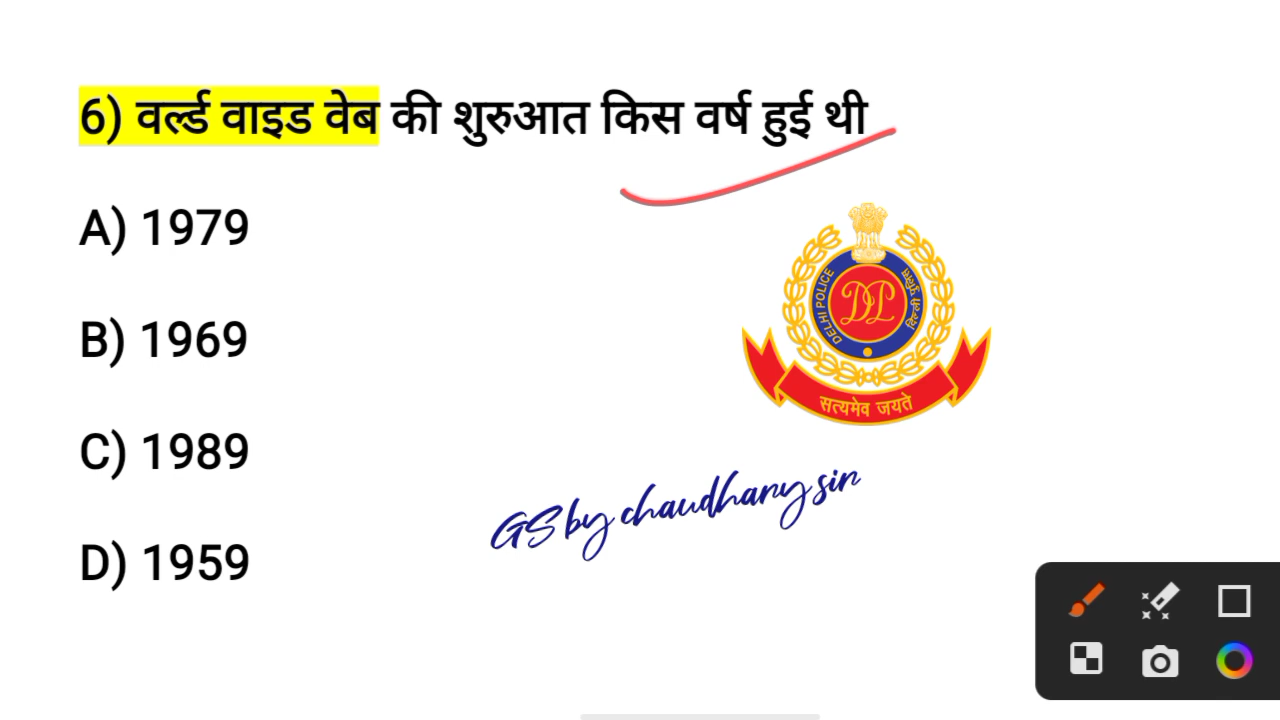 6) वर्ल्ड वाइड वेब की शुरुआत किस वर्ष हुई थी
A) 1979
B) 1969
C) 1989
D) 1959
DELHI POLICE
दिल्ली पुलिस
DP
सत्यमेव जयते
GS by chaudhary sir